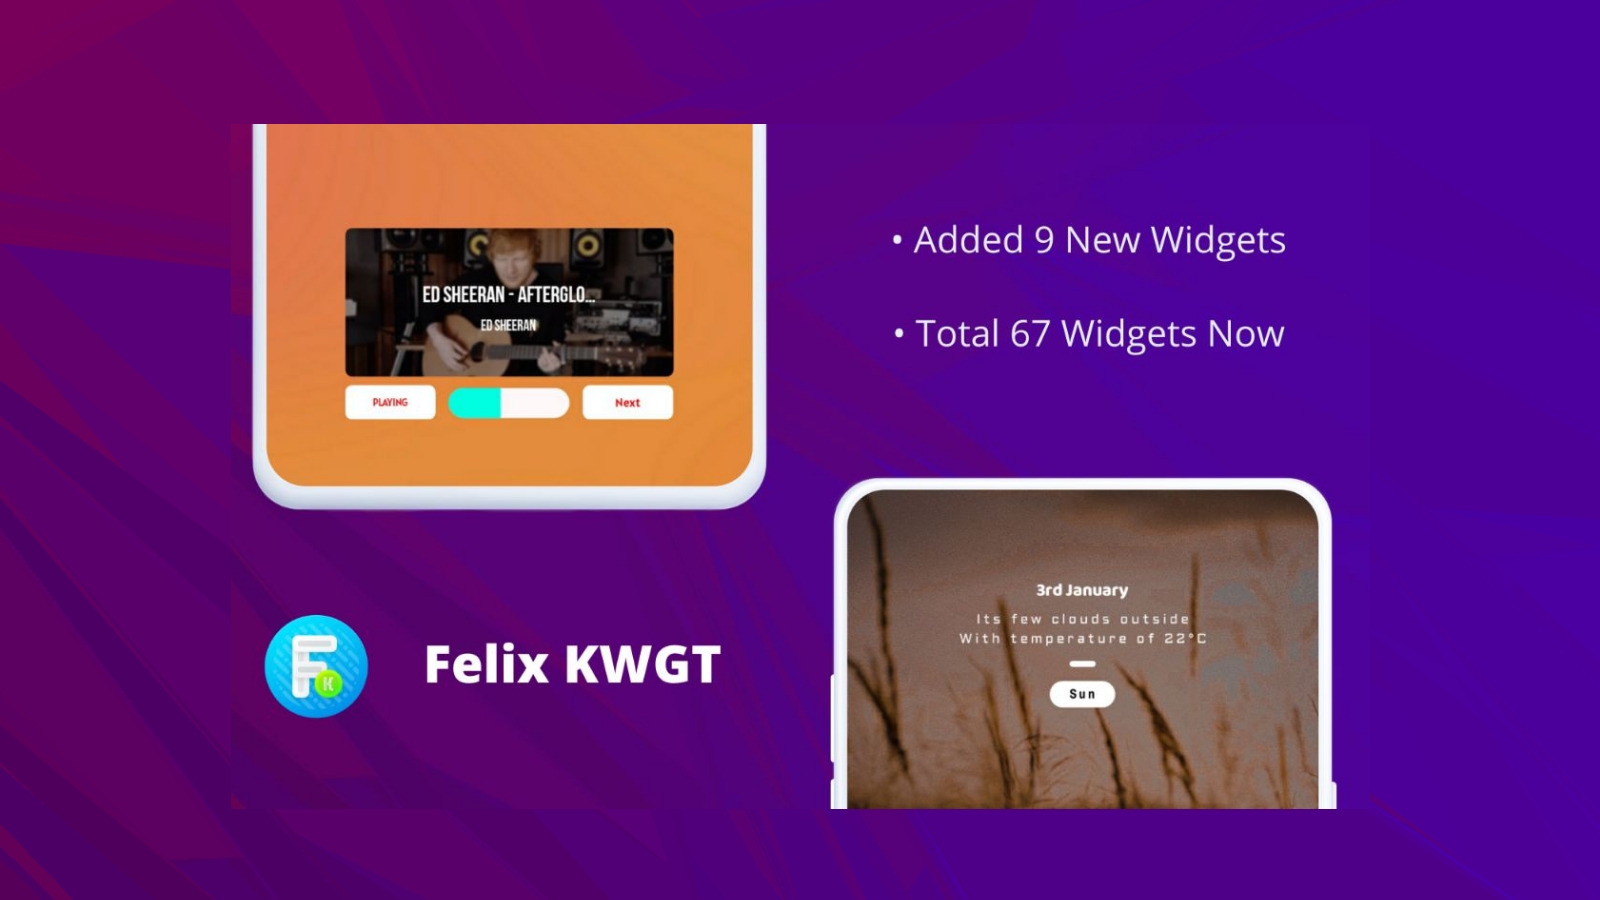 ED SHEERAN - AFTERGLO...
ED SHEERAN
PLAYING
Next
• Added 9 New Widgets
• Total 67 Widgets Now
F
K
Felix KWGT
3rd January
Its few clouds outside
With temperature of 22°C
Sun